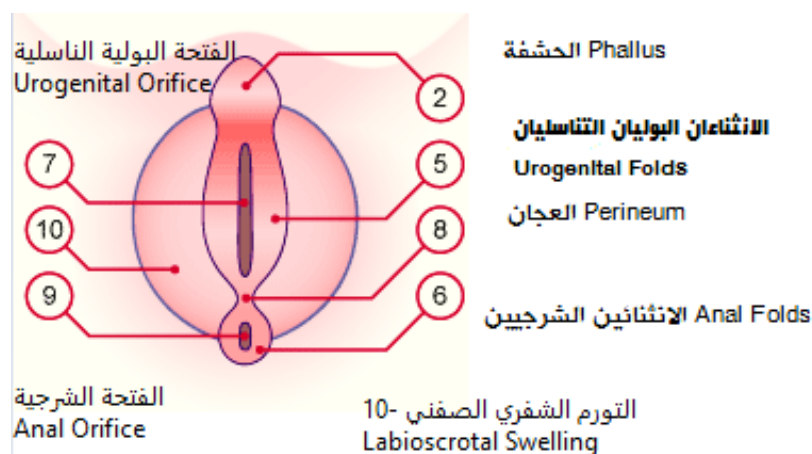 الفتحة البولية الناسلية
Urogenital Orifice
الحشفة Phallus
2
الانثناءان البوليان التناسليان
Urogenital Folds
7
5
العجان Perineum
10
8
9
6
الانثنائين الشرجيين Anal Folds
الفتحة الشرجية
Anal Orifice
10- التورم الشفري الصفني
Labioscrotal Swelling